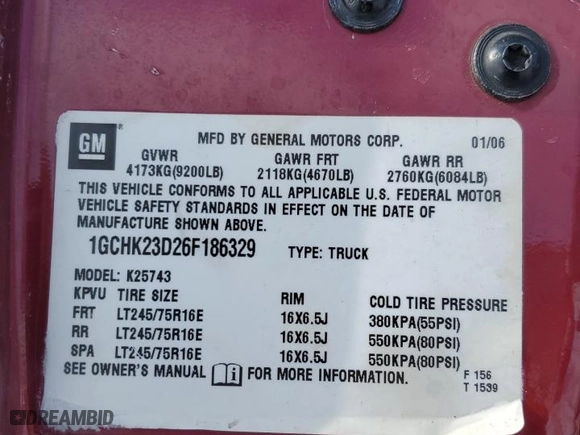 GM ®
MFD BY GENERAL MOTORS CORP. 01/06
GVWR GAWR FRT GAWR RR
4173KG(9200LB) 2118KG(4670LB) 2760KG(6084LB)
THIS VEHICLE CONFORMS TO ALL APPLICABLE U.S. FEDERAL MOTOR
VEHICLE SAFETY STANDARDS IN EFFECT ON THE DATE OF
MANUFACTURE SHOWN ABOVE.
1GCHK23D26F186329 TYPE: TRUCK
MODEL: K25743
KPVU TIRE SIZE RIM COLD TIRE PRESSURE
FRT LT245/75R16E 16X6.5J 380KPA(55PSI)
RR LT245/75R16E 16X6.5J 550KPA(80PSI)
SPA LT245/75R16E 16X6.5J 550KPA(80PSI)
SEE OWNER'S MANUAL i FOR MORE INFORMATION.
F 156
T 1539
DREAMBID